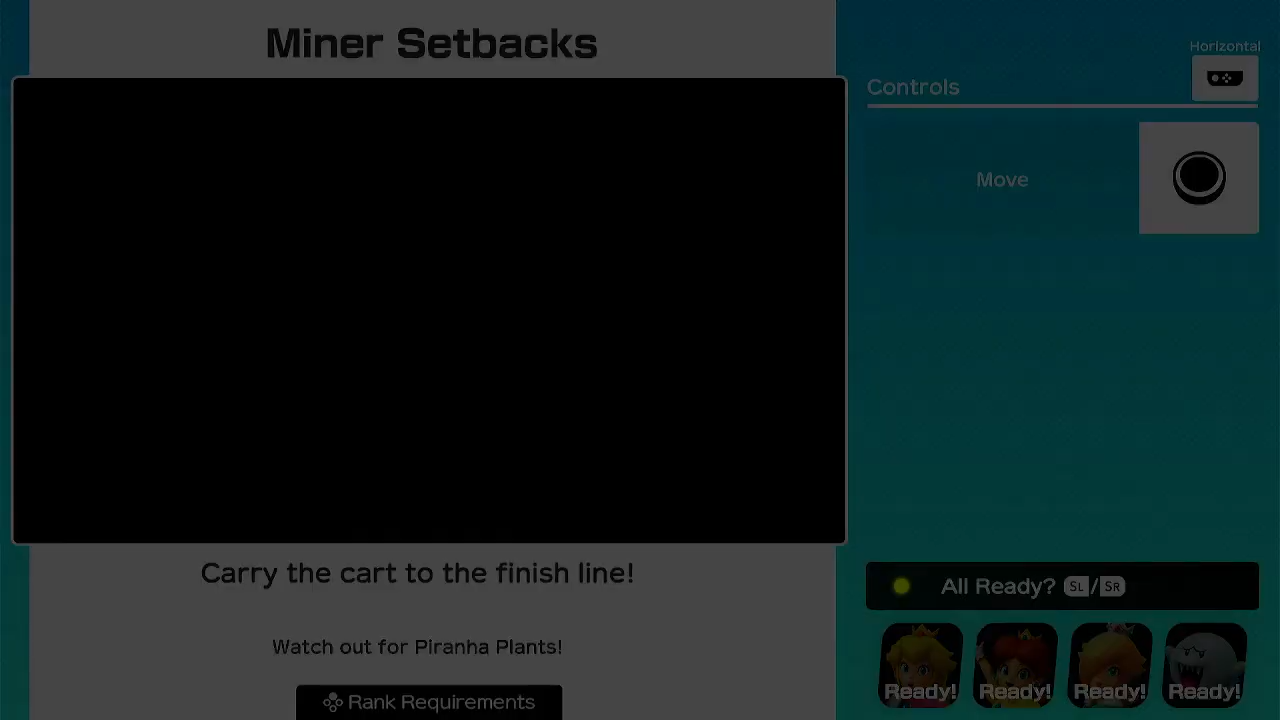 Miner Setbacks
Horizontal
Controls
Move
Carry the cart to the finish line!
Watch out for Piranha Plants!
Rank Requirements
All Ready? SL/SR
Ready! Ready! Ready! Ready!